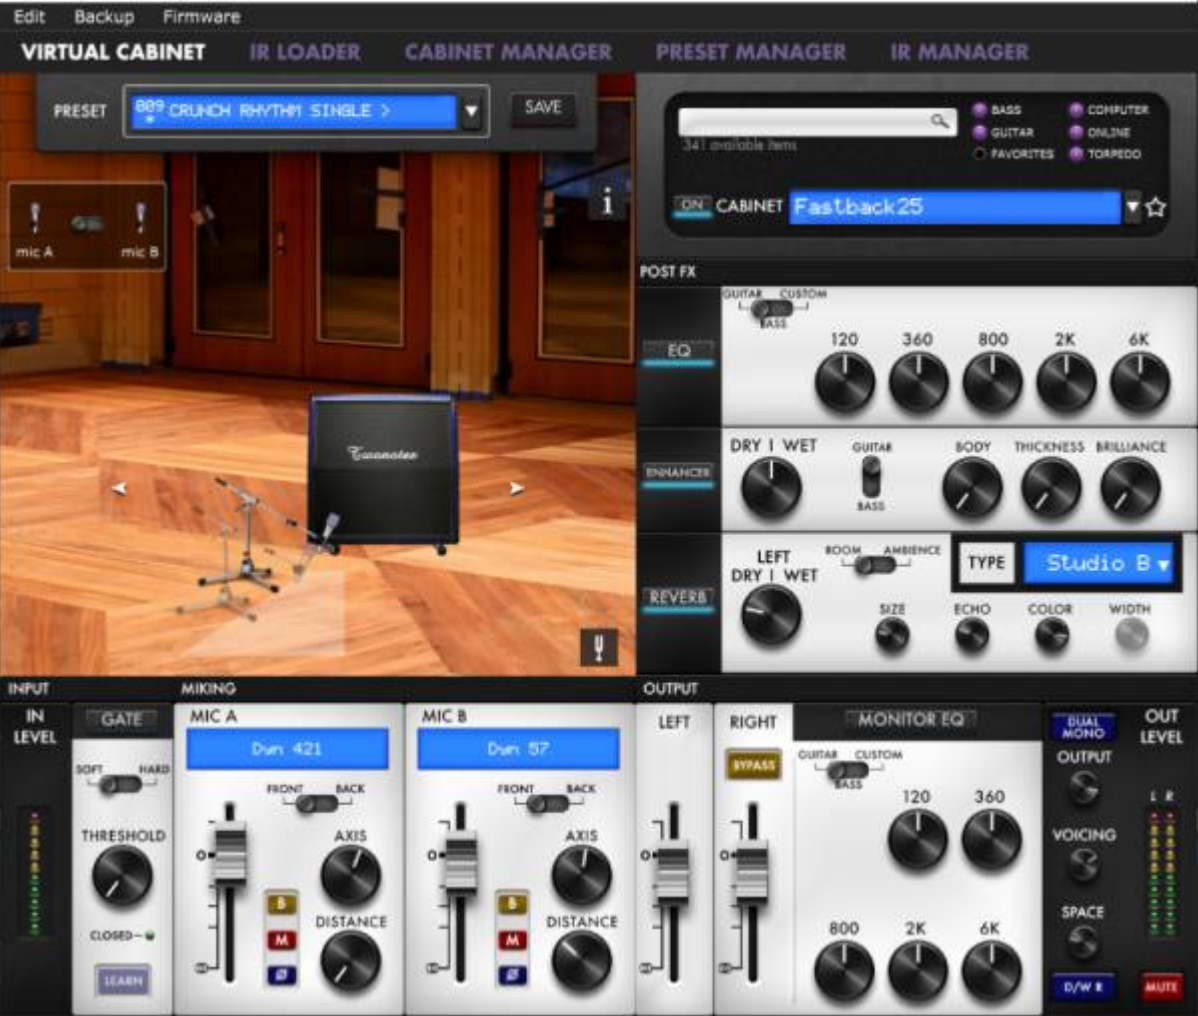 Edit Backup Firmware
VIRTUAL CABINET IR LOADER CABINET MANAGER PRESET MANAGER IR MANAGER
PRESET 009 * CRUNCH RHYTHM SINGLE > SAVE
mic A mic B
i
Twonotes
341 available items
BASS COMPUTER
GUITAR ONLINE
FAVORITES TORPEDO
ON CABINET Fastback25
POST FX
EQ
GUITAR CUSTOM
BASS
120 360 800 2K 6K
ENHANCER
DRY | WET
GUITAR
BASS
BODY THICKNESS BRILLIANCE
REVERB
LEFT
DRY | WET
ROOM AMBIENCE
TYPE Studio B
SIZE ECHO COLOR WIDTH
INPUT
IN
LEVEL
GATE
SOFT HARD
THRESHOLD
CLOSED
LEARN
MIKING
MIC A
Dyn 421
FRONT BACK
AXIS
0
B
M
Ø
DISTANCE
∞
MIC B
Dyn 57
FRONT BACK
AXIS
0
B
M
Ø
DISTANCE
∞
OUTPUT
LEFT
0
∞
RIGHT
BYPASS
0
∞
MONITOR EQ
GUITAR CUSTOM
BASS
120 360
800 2K 6K
DUAL
MONO
OUTPUT
VOICING
SPACE
D/W R
OUT
LEVEL
L R
MUTE